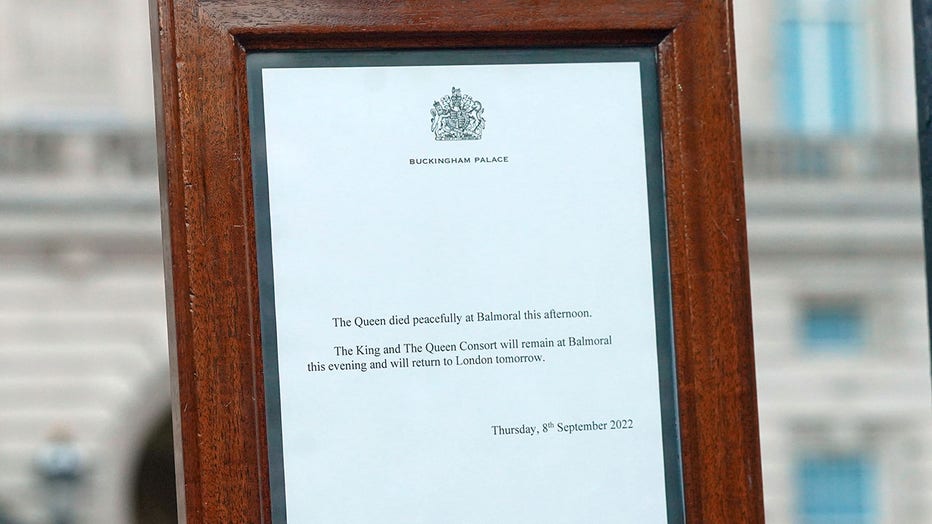 BUCKINGHAM PALACE
The Queen died peacefully at Balmoral this afternoon.
The King and The Queen Consort will remain at Balmoral
this evening and will return to London tomorrow.
Thursday, 8th September 2022